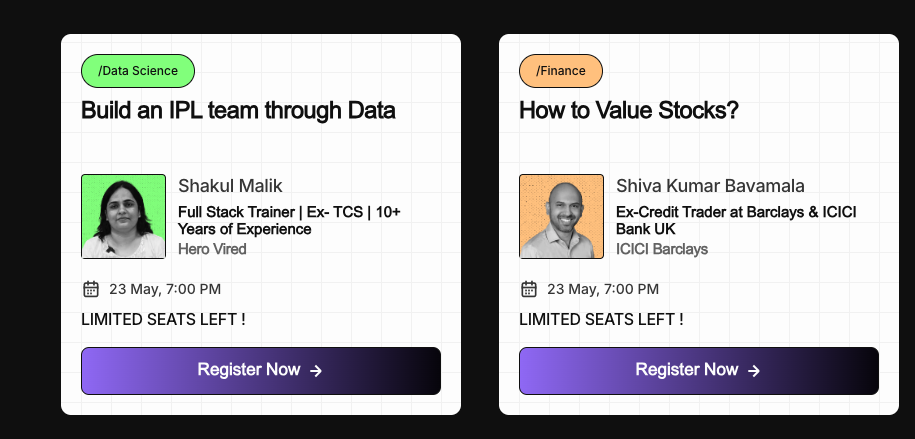 /Data Science
Build an IPL team through Data
Shakul Malik
Full Stack Trainer | Ex- TCS | 10+
Years of Experience
Hero Vired
23 May, 7:00 PM
LIMITED SEATS LEFT !
Register Now →
/Finance
How to Value Stocks?
Shiva Kumar Bavamala
Ex-Credit Trader at Barclays & ICICI
Bank UK
ICICI Barclays
23 May, 7:00 PM
LIMITED SEATS LEFT !
Register Now →